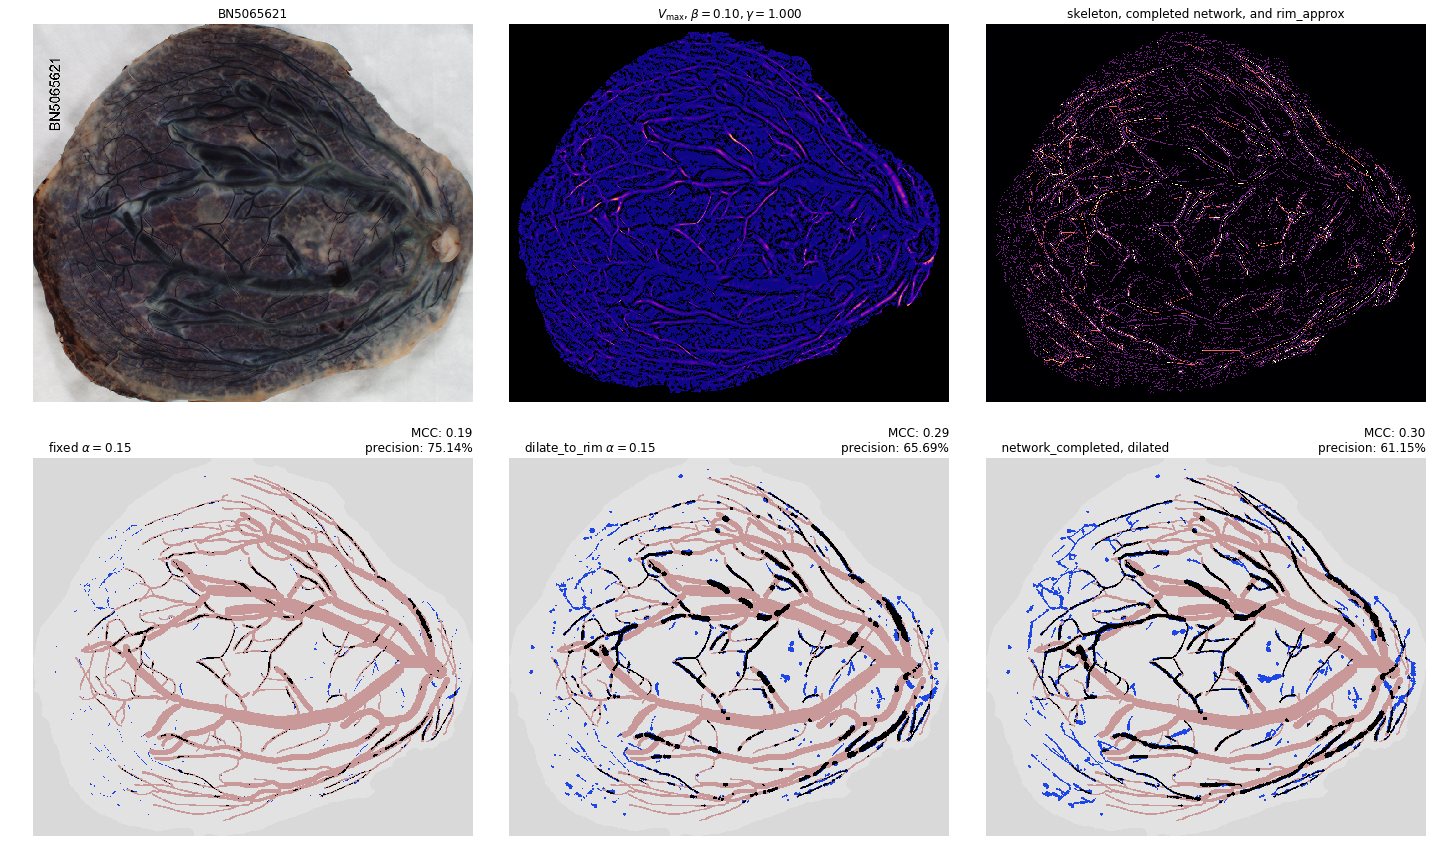 BN5065621
V_max, β = 0.10, γ = 1.000
skeleton, completed network, and rim_approx
BN5065621
fixed α = 0.15
MCC: 0.19
precision: 75.14%
dilate_to_rim α = 0.15
MCC: 0.29
precision: 65.69%
network_completed, dilated
MCC: 0.30
precision: 61.15%